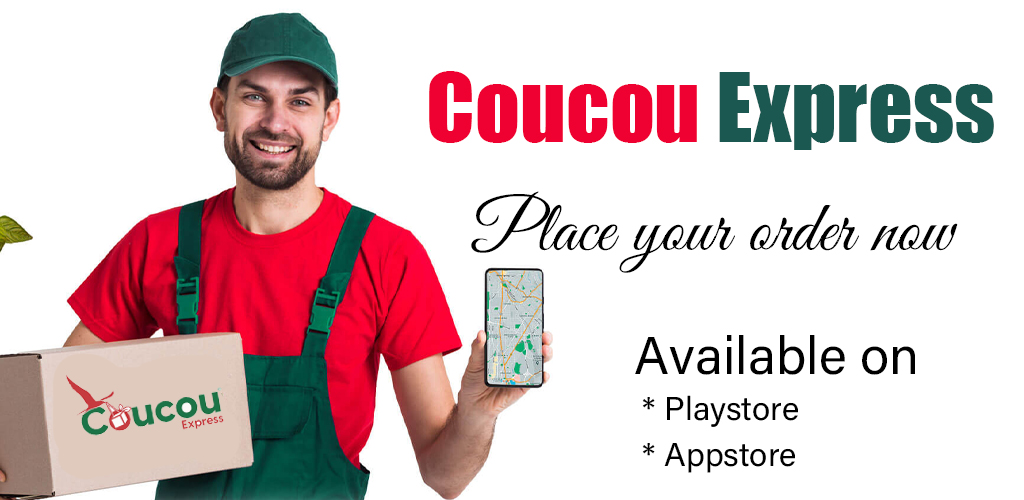 Coucou Express
Place your order now
Available on
* Playstore
* Appstore
Coucou
Express